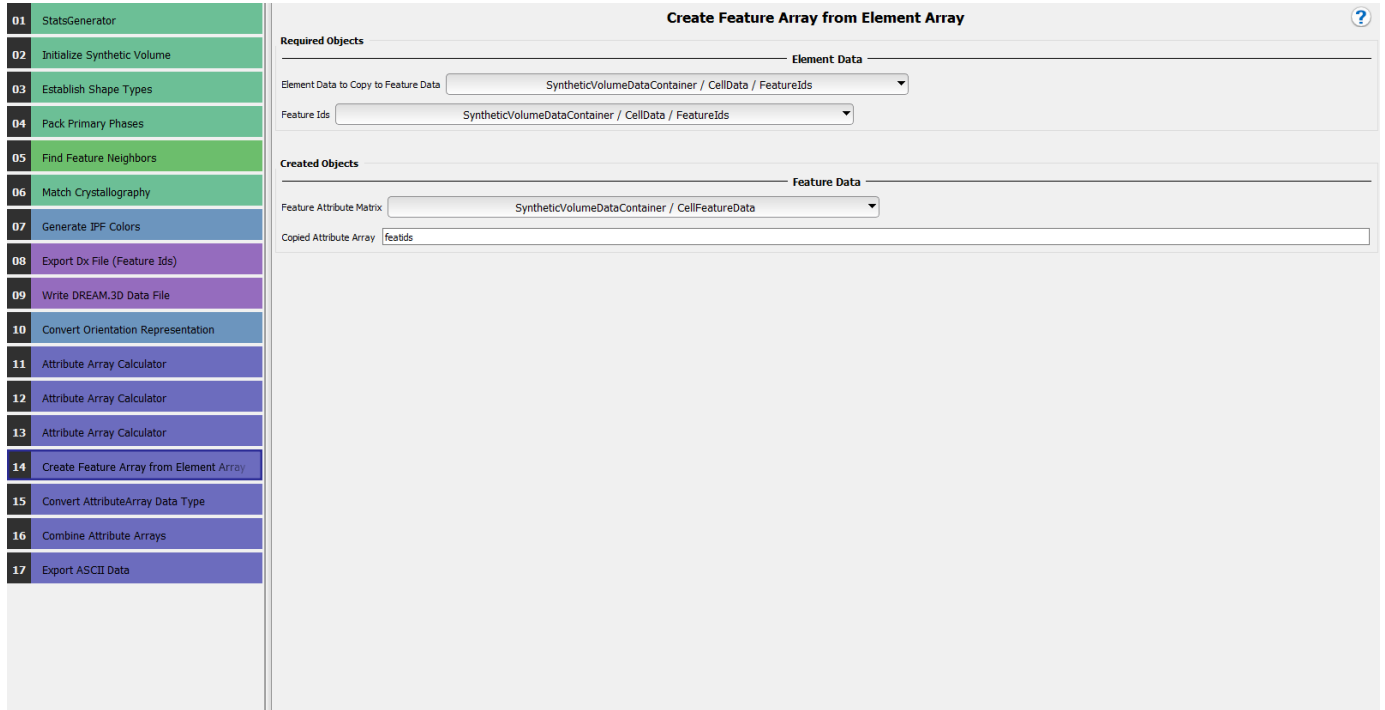 01 StatsGenerator
02 Initialize Synthetic Volume
03 Establish Shape Types
04 Pack Primary Phases
05 Find Feature Neighbors
06 Match Crystallography
07 Generate IPF Colors
08 Export Dx File (Feature Ids)
09 Write DREAM.3D Data File
10 Convert Orientation Representation
11 Attribute Array Calculator
12 Attribute Array Calculator
13 Attribute Array Calculator
14 Create Feature Array from Element Array
15 Convert AttributeArray Data Type
16 Combine Attribute Arrays
17 Export ASCII Data
Create Feature Array from Element Array
?
Required Objects
Element Data
Element Data to Copy to Feature Data SyntheticVolumeDataContainer / CellData / FeatureIds
Feature Ids SyntheticVolumeDataContainer / CellData / FeatureIds
Created Objects
Feature Data
Feature Attribute Matrix SyntheticVolumeDataContainer / CellFeatureData
Copied Attribute Array featids